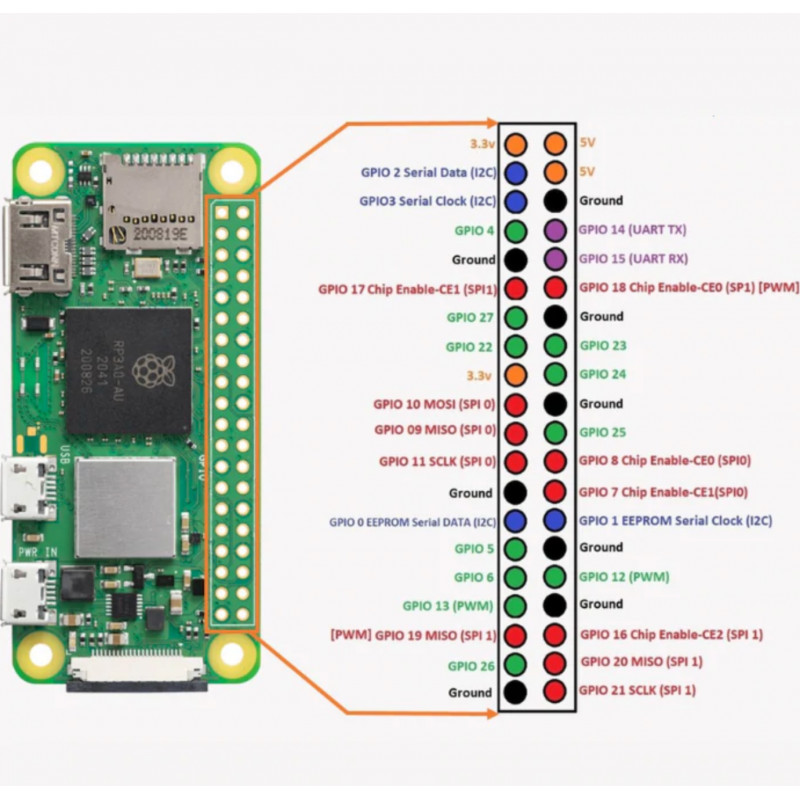 3.3v 5V
GPIO 2 Serial Data (I2C) 5V
GPIO3 Serial Clock (I2C) Ground
GPIO 4 GPIO 14 (UART TX)
Ground GPIO 15 (UART RX)
GPIO 17 Chip Enable-CE1 (SPI1) GPIO 18 Chip Enable-CE0 (SP1) [PWM]
GPIO 27 Ground
GPIO 22 GPIO 23
3.3v GPIO 24
GPIO 10 MOSI (SPI 0) Ground
GPIO 09 MISO (SPI 0) GPIO 25
GPIO 11 SCLK (SPI 0) GPIO 8 Chip Enable-CE0 (SPI0)
Ground GPIO 7 Chip Enable-CE1(SPI0)
GPIO 0 EEPROM Serial DATA (I2C) GPIO 1 EEPROM Serial Clock (I2C)
GPIO 5 Ground
GPIO 6 GPIO 12 (PWM)
GPIO 13 (PWM) Ground
[PWM] GPIO 19 MISO (SPI 1) GPIO 16 Chip Enable-CE2 (SPI 1)
GPIO 26 GPIO 20 MISO (SPI 1)
Ground GPIO 21 SCLK (SPI 1)
200819E
RP3A0-AU
2041
200826
USB
PWR IN